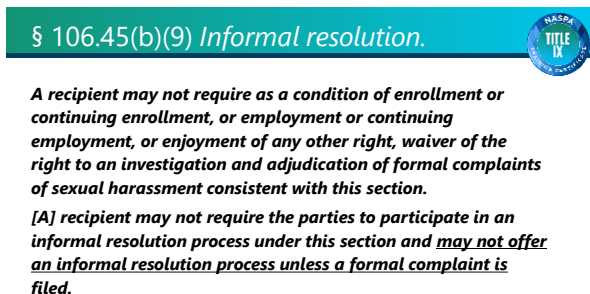 § 106.45(b)(9) Informal resolution.
NASPA
TITLE
IX
A recipient may not require as a condition of enrollment or
continuing enrollment, or employment or continuing
employment, or enjoyment of any other right, waiver of the
right to an investigation and adjudication of formal complaints
of sexual harassment consistent with this section.
[A] recipient may not require the parties to participate in an
informal resolution process under this section and may not offer
an informal resolution process unless a formal complaint is
filed.